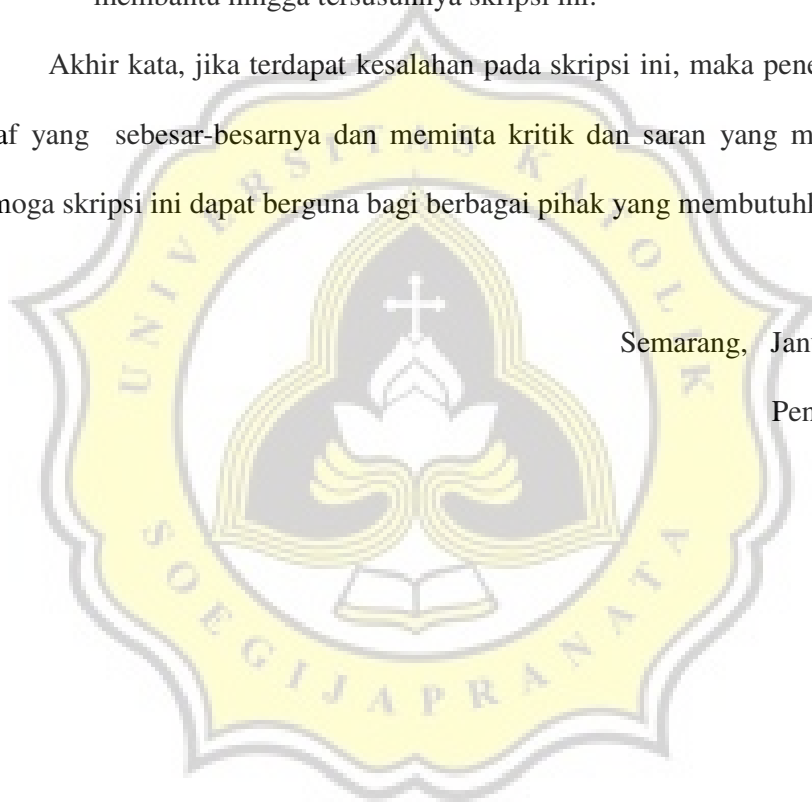 membantu hingga tersusunnya skripsi ini.
Akhir kata, jika terdapat kesalahan pada skripsi ini, maka pene
af yang sebesar-besarnya dan meminta kritik dan saran yang m
moga skripsi ini dapat berguna bagi berbagai pihak yang membutuh
Semarang, Jan
Pen
UNIVERSITAS KATOLIK
SOEGIJAPRANATA